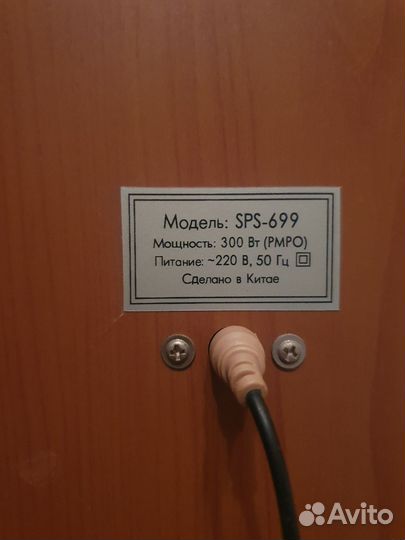 Модель: SPS-699
Мощность: 300 Вт (PMPO)
Питание: ~220 В, 50 Гц
Сделано в Китае
Avito